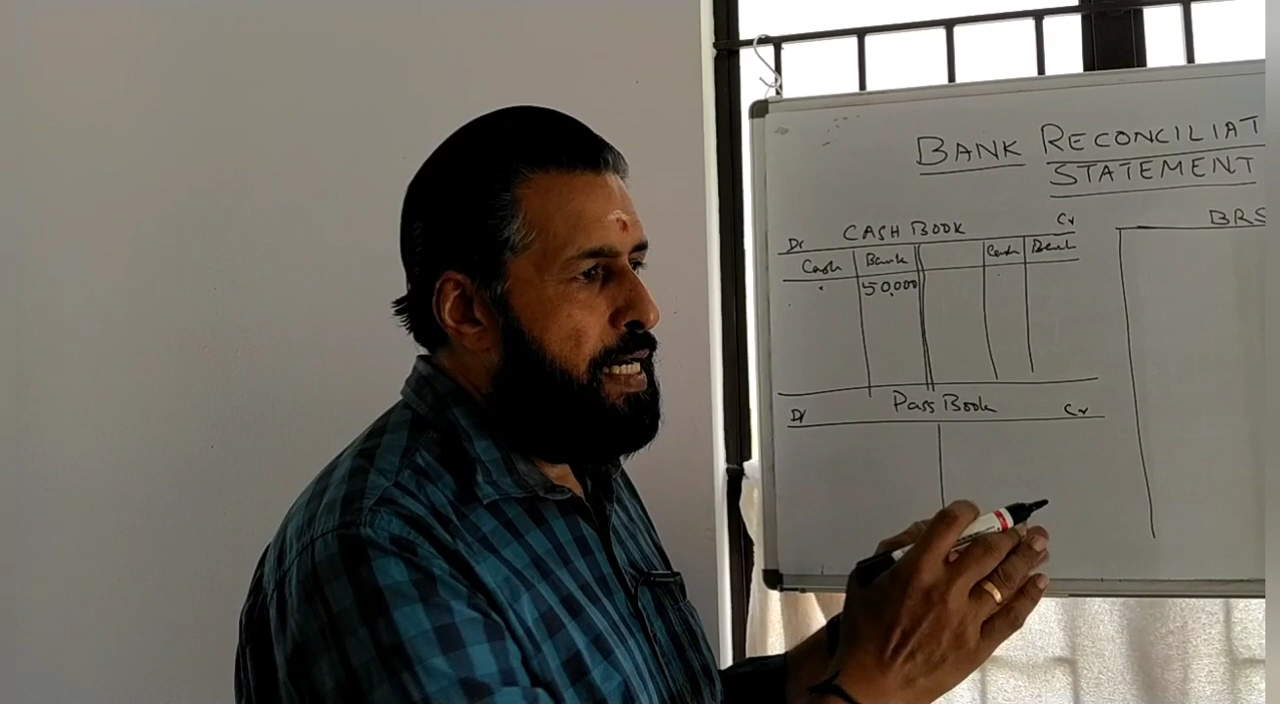 BANK RECONCILIAT
STATEMENT
BRS
Dr CASH BOOK Cr
Cash Bank Cash Bank
50,000
Dr Pass Book Cr